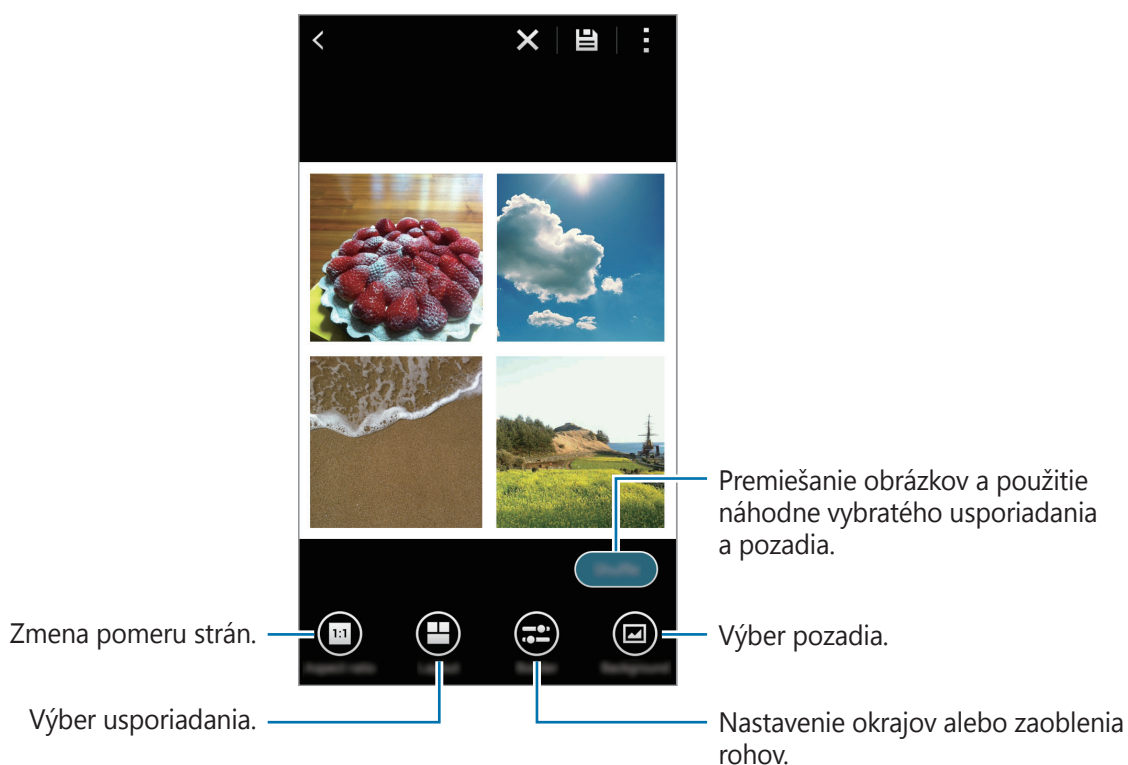 Premiešanie obrázkov a použitie
náhodne vybratého usporiadania
a pozadia.
Zmena pomeru strán.
1:1
Výber pozadia.
Výber usporiadania.
Nastavenie okrajov alebo zaoblenia
rohov.